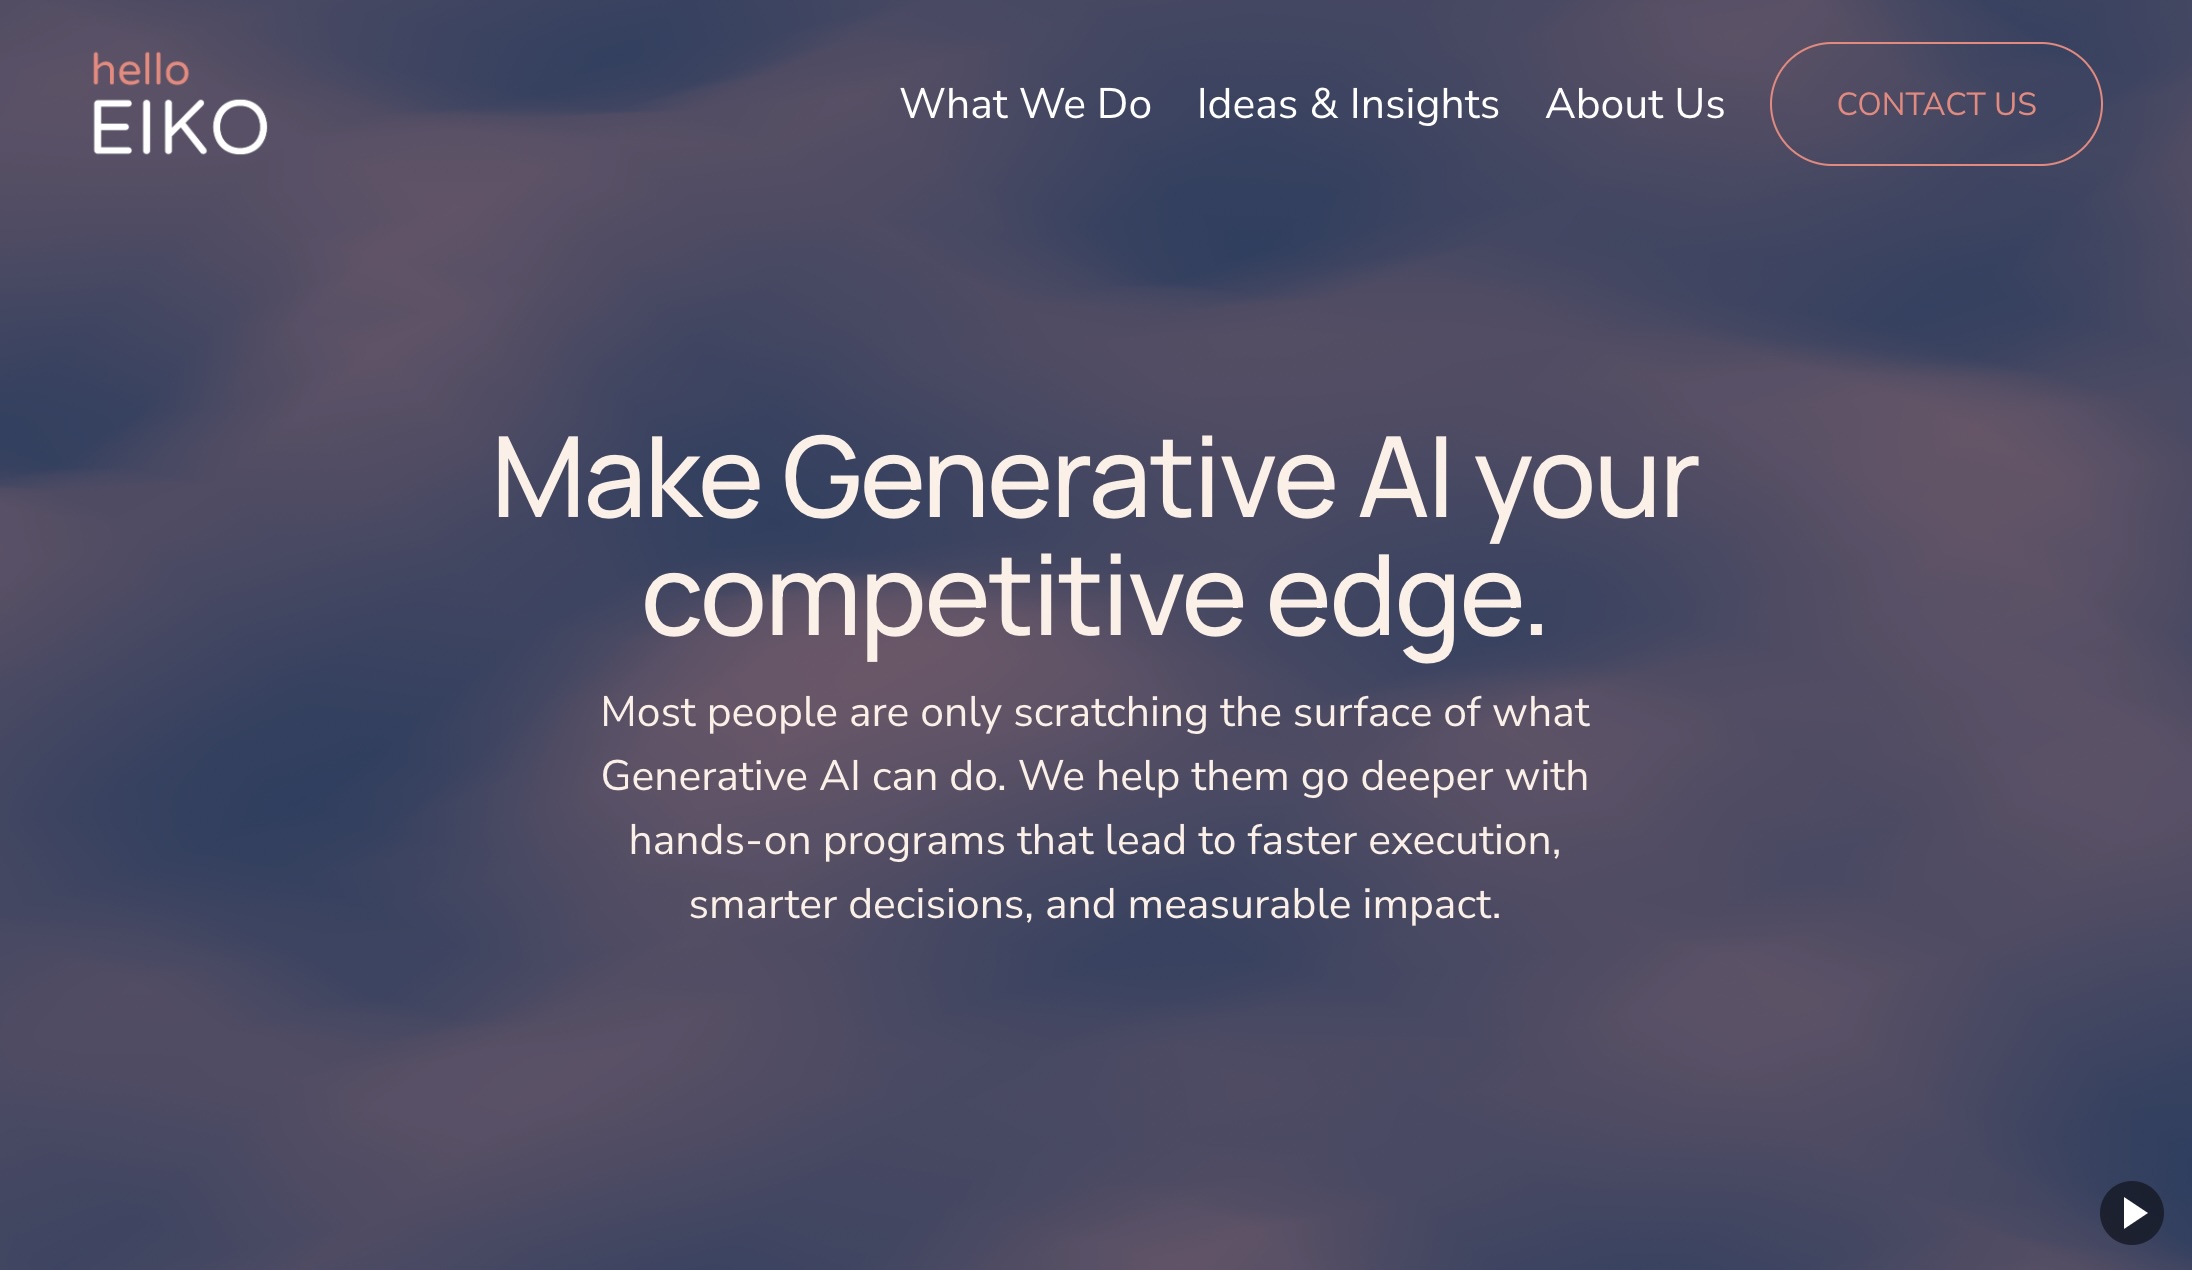 hello
EIKO
What We Do
Ideas & Insights
About Us
CONTACT US
Make Generative AI your
competitive edge.
Most people are only scratching the surface of what
Generative AI can do. We help them go deeper with
hands-on programs that lead to faster execution,
smarter decisions, and measurable impact.